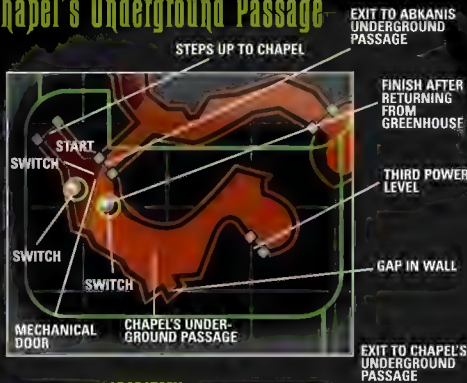 hapel's Underground Passage
EXIT TO ABKANIS
UNDERGROUND
PASSAGE
STEPS UP TO CHAPEL
FINISH AFTER
RETURNING
FROM
GREENHOUSE
START
SWITCH
THIRD POWER
LEVEL
SWITCH
SWITCH
GAP IN WALL
MECHANICAL
DOOR
CHAPEL'S UNDER-
GROUND PASSAGE
EXIT TO CHAPEL'S
UNDERGROUND
PASSAGE